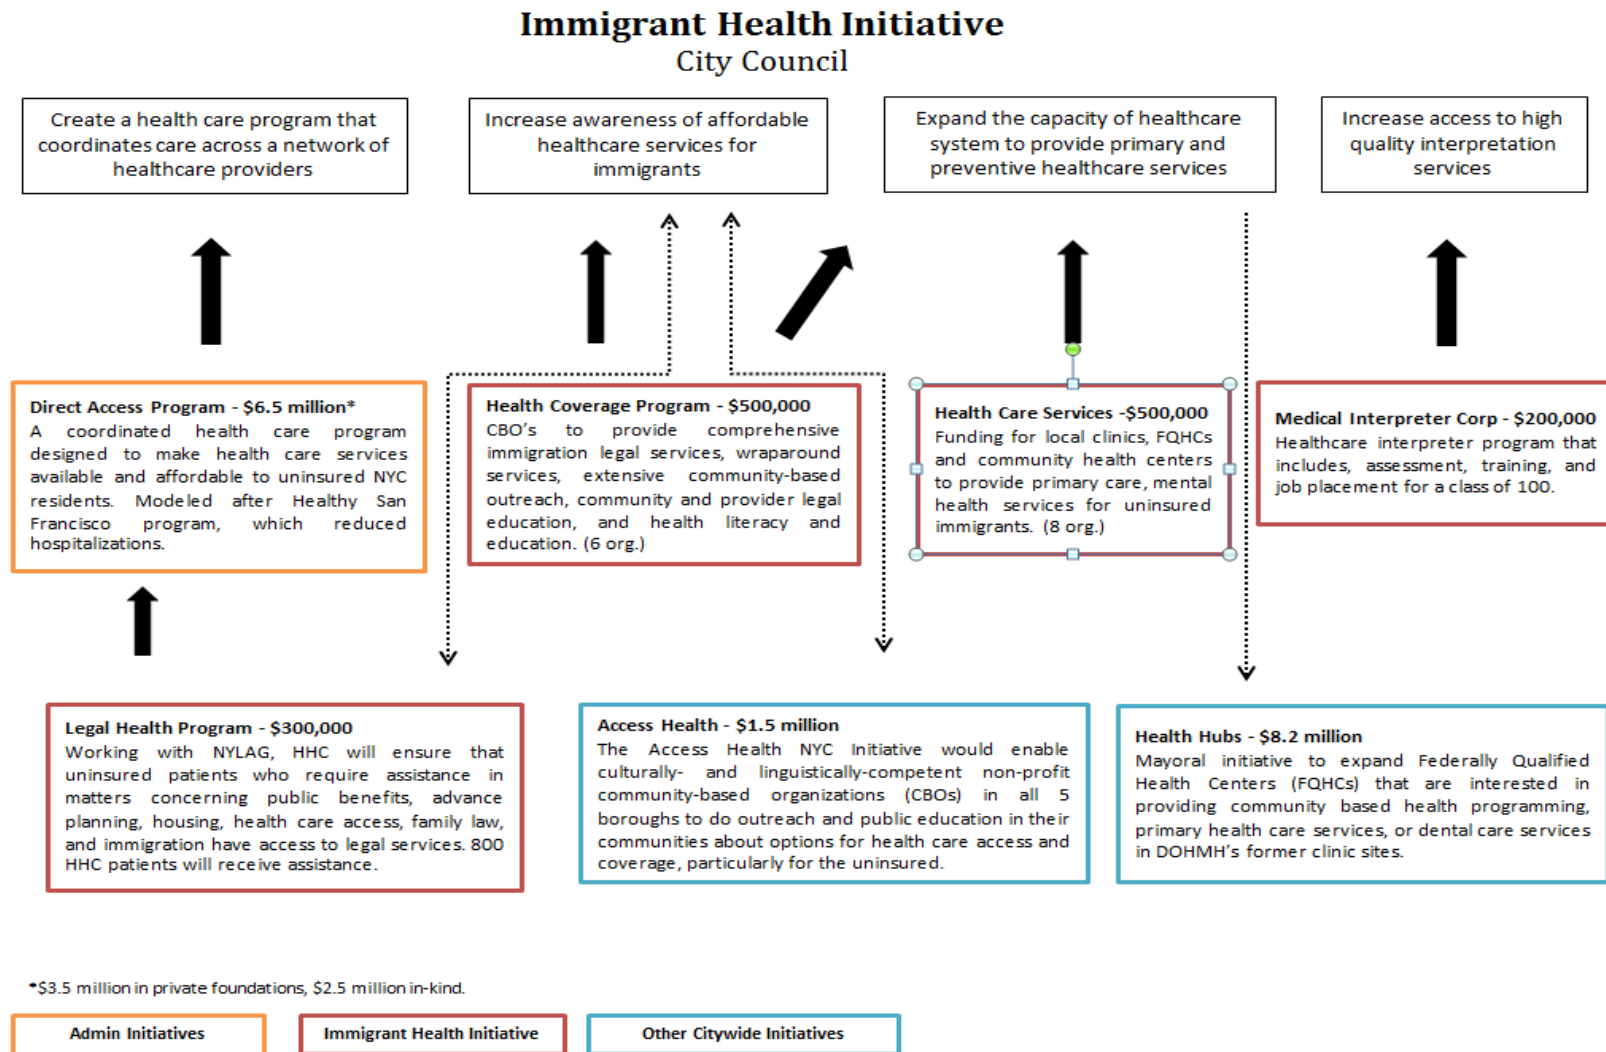 Immigrant Health Initiative
City Council
Create a health care program that
coordinates care across a network of
healthcare providers
Increase awareness of affordable
healthcare services for
immigrants
Expand the capacity of healthcare
system to provide primary and
preventive healthcare services
Increase access to high
quality interpretation
services
Direct Access Program - $6.5 million*
A coordinated health care program
designed to make health care services
available and affordable to uninsured NYC
residents. Modeled after Healthy San
Francisco program, which reduced
hospitalizations.
Health Coverage Program - $500,000
CBO's to provide comprehensive
immigration legal services, wraparound
services, extensive community-based
outreach, community and provider legal
education, and health literacy and
education. (6 org.)
Health Care Services -$500,000
Funding for local clinics, FQHCs
and community health centers
to provide primary care, mental
health services for uninsured
immigrants. (8 org.)
Medical Interpreter Corp - $200,000
Healthcare interpreter program that
includes, assessment, training, and
job placement for a class of 100.
Legal Health Program - $300,000
Working with NYLAG, HHC will ensure that
uninsured patients who require assistance in
matters concerning public benefits, advance
planning, housing, health care access, family law,
and immigration have access to legal services. 800
HHC patients will receive assistance.
Access Health - $1.5 million
The Access Health NYC Initiative would enable
culturally- and linguistically-competent non-profit
community-based organizations (CBOs) in all 5
boroughs to do outreach and public education in their
communities about options for health care access and
coverage, particularly for the uninsured.
Health Hubs - $8.2 million
Mayoral initiative to expand Federally Qualified
Health Centers (FQHCs) that are interested in
providing community based health programming,
primary health care services, or dental care services
in DOHMH's former clinic sites.
*$3.5 million in private foundations, $2.5 million in-kind.
Admin Initiatives
Immigrant Health Initiative
Other Citywide Initiatives